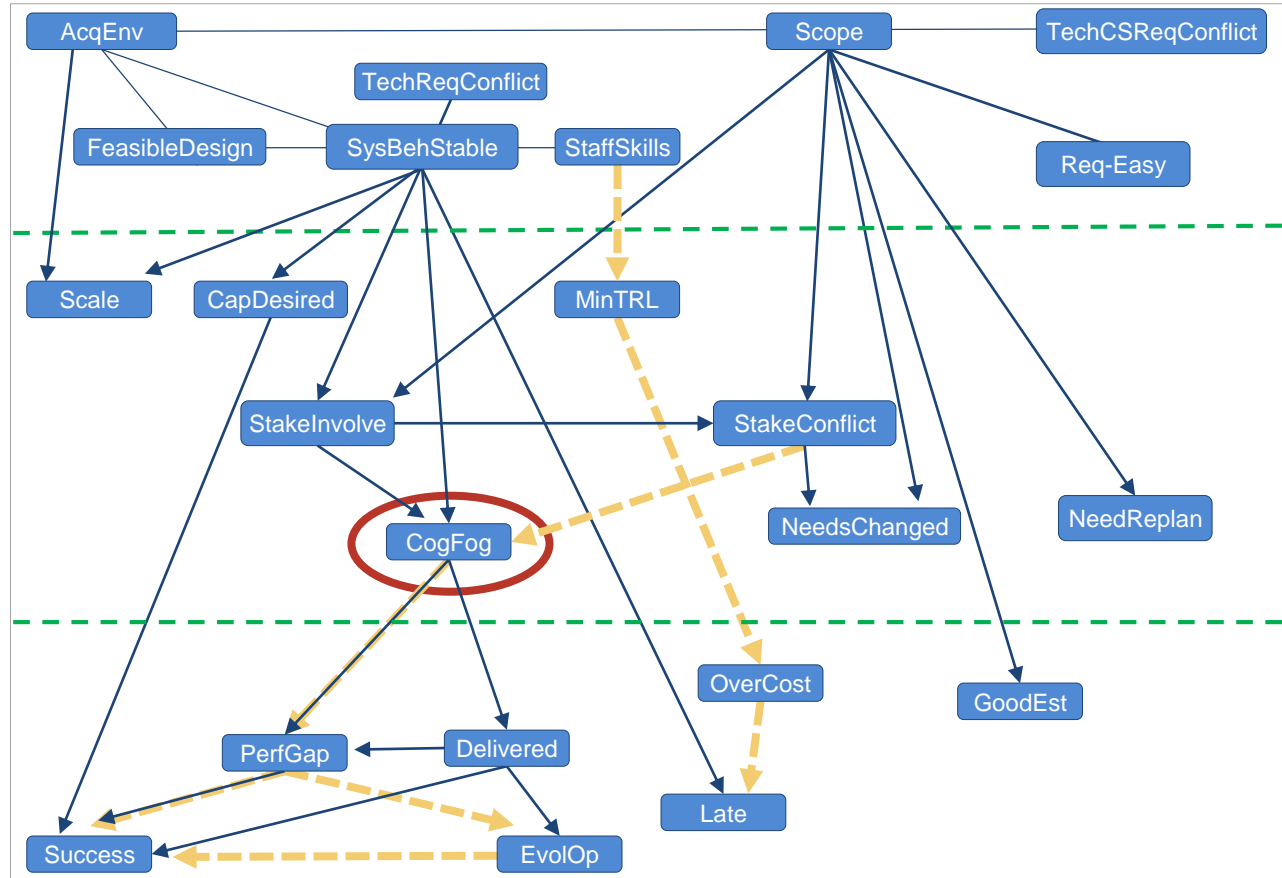 AcqEnv
Scope
TechCSReqConflict
TechReqConflict
FeasibleDesign
SysBehStable
StaffSkills
Req-Easy
Scale
CapDesired
MinTRL
StakeInvolve
StakeConflict
NeedsChanged
NeedReplan
CogFog
OverCost
GoodEst
PerfGap
Delivered
Late
Success
EvolOp